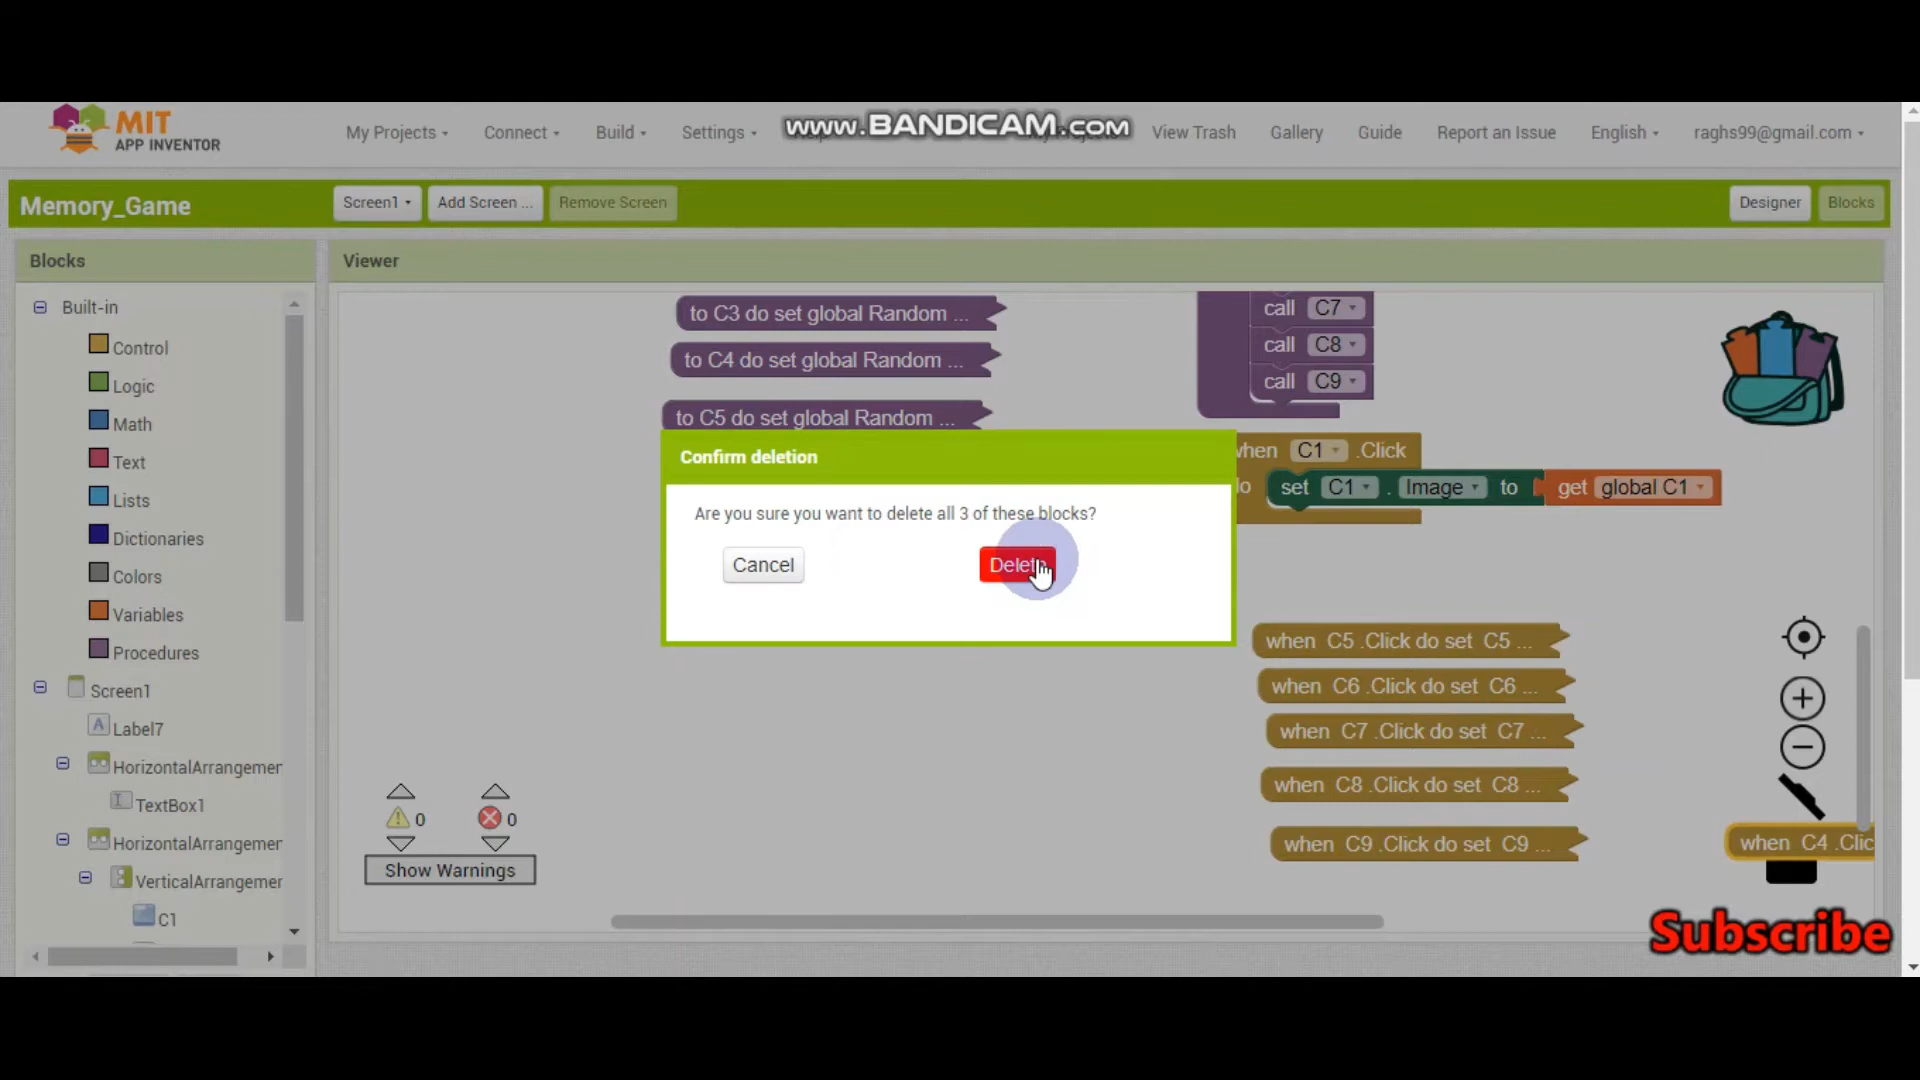 MIT
APP INVENTOR
My Projects
Connect
Build
Settings
www.BANDICAM.com
View Trash
Gallery
Guide
Report an Issue
English
raghs99@gmail.com
Memory_Game
Screen1
Add Screen ...
Remove Screen
Designer
Blocks
Blocks
Viewer
Built-in
Control
Logic
Math
Text
Lists
Dictionaries
Colors
Variables
Procedures
Screen1
Label7
HorizontalArrangemer
TextBox1
HorizontalArrangemer
VerticalArrangemer
C1
to C3 do set global Random ...
to C4 do set global Random ...
to C5 do set global Random ...
call C7
call C8
call C9
when C1 .Click
do set C1 . Image to get global C1
Confirm deletion
Are you sure you want to delete all 3 of these blocks?
Cancel
Delete
when C5 .Click do set C5 ...
when C6 .Click do set C6 ...
when C7 .Click do set C7 ...
when C8 .Click do set C8 ...
when C9 .Click do set C9 ...
when C4 .Clic
0
0
Show Warnings
Subscribe